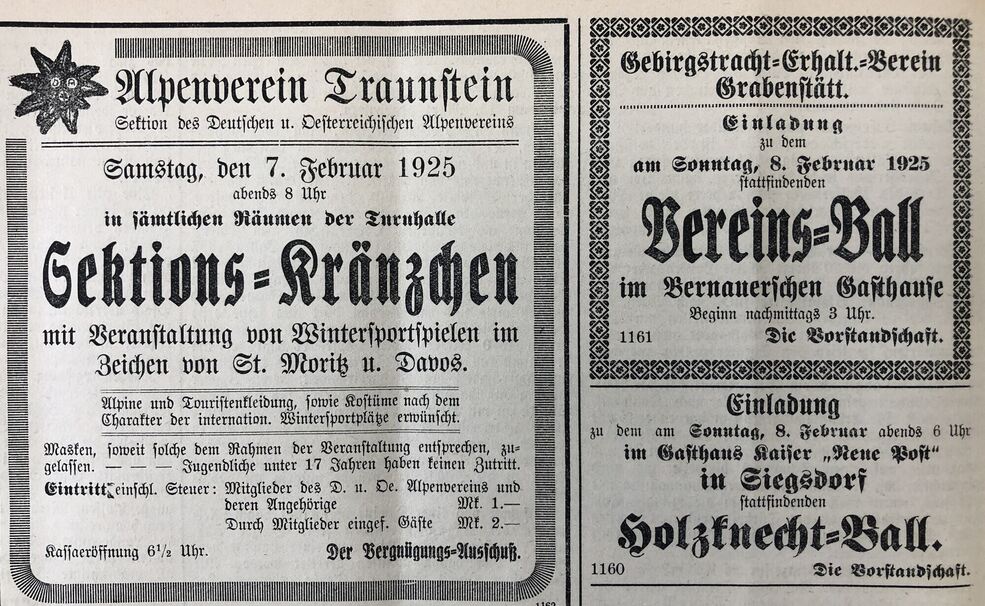 Alpenverein Traunstein
Sektion des Deutschen u. Oesterreichischen Alpenvereins
Samstag, den 7. Februar 1925
abends 8 Uhr
in sämtlichen Räumen der Turnhalle
Sektions=Kränzchen
mit Veranstaltung von Wintersportspielen im
Zeichen von St. Moritz u. Davos.
Alpine und Touristenkleidung, sowie Kostüme nach dem
Charakter der internation. Wintersportplätze erwünscht.
Masken, soweit solche dem Rahmen der Veranstaltung entsprechen, zu-
gelassen. — — — Jugendliche unter 17 Jahren haben keinen Zutritt.
Eintritt einschl. Steuer: Mitglieder des D. u. Oe. Alpenvereins und
deren Angehörige Mk. 1.—
Durch Mitglieder eingef. Gäste Mk. 2.—
Kassaeröffnung 6½ Uhr. Der Vergnügungs-Ausschuß.
1162
Gebirgstracht=Erhalt.=Verein
Grabenstätt.
Einladung
zu dem
am Sonntag, 8. Februar 1925
stattfindenden
Vereins=Ball
im Bernauerschen Gasthause
Beginn nachmittags 3 Uhr.
1161 Die Vorstandschaft.
Einladung
zu dem am Sonntag, 8. Februar abends 6 Uhr
im Gasthaus Kaiser „Neue Post“
in Siegsdorf
stattfindenden
Holzknecht=Ball.
1160 Die Vorstandschaft.